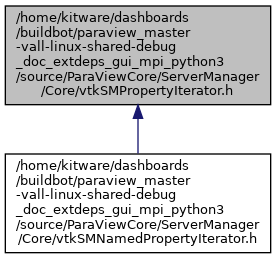 /home/kitware/dashboards
/buildbot/paraview_master
-vall-linux-shared-debug
_doc_extdeps_gui_mpi_python3
/source/ParaViewCore/ServerManager
/Core/vtkSMPropertyIterator.h
/home/kitware/dashboards
/buildbot/paraview_master
-vall-linux-shared-debug
_doc_extdeps_gui_mpi_python3
/source/ParaViewCore/ServerManager
/Core/vtkSMNamedPropertyIterator.h